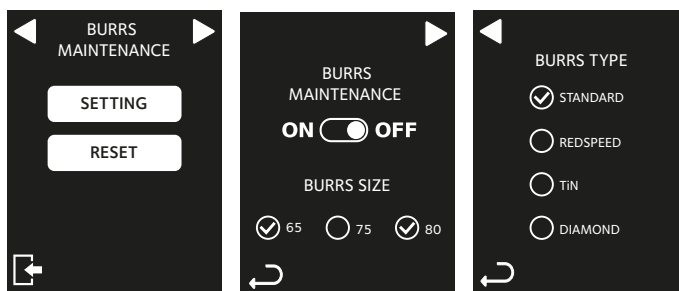 BURRS
MAINTENANCE
SETTING
RESET
BURRS
MAINTENANCE
ON OFF
BURRS SIZE
65 75 80
BURRS TYPE
STANDARD
REDSPEED
TiN
DIAMOND